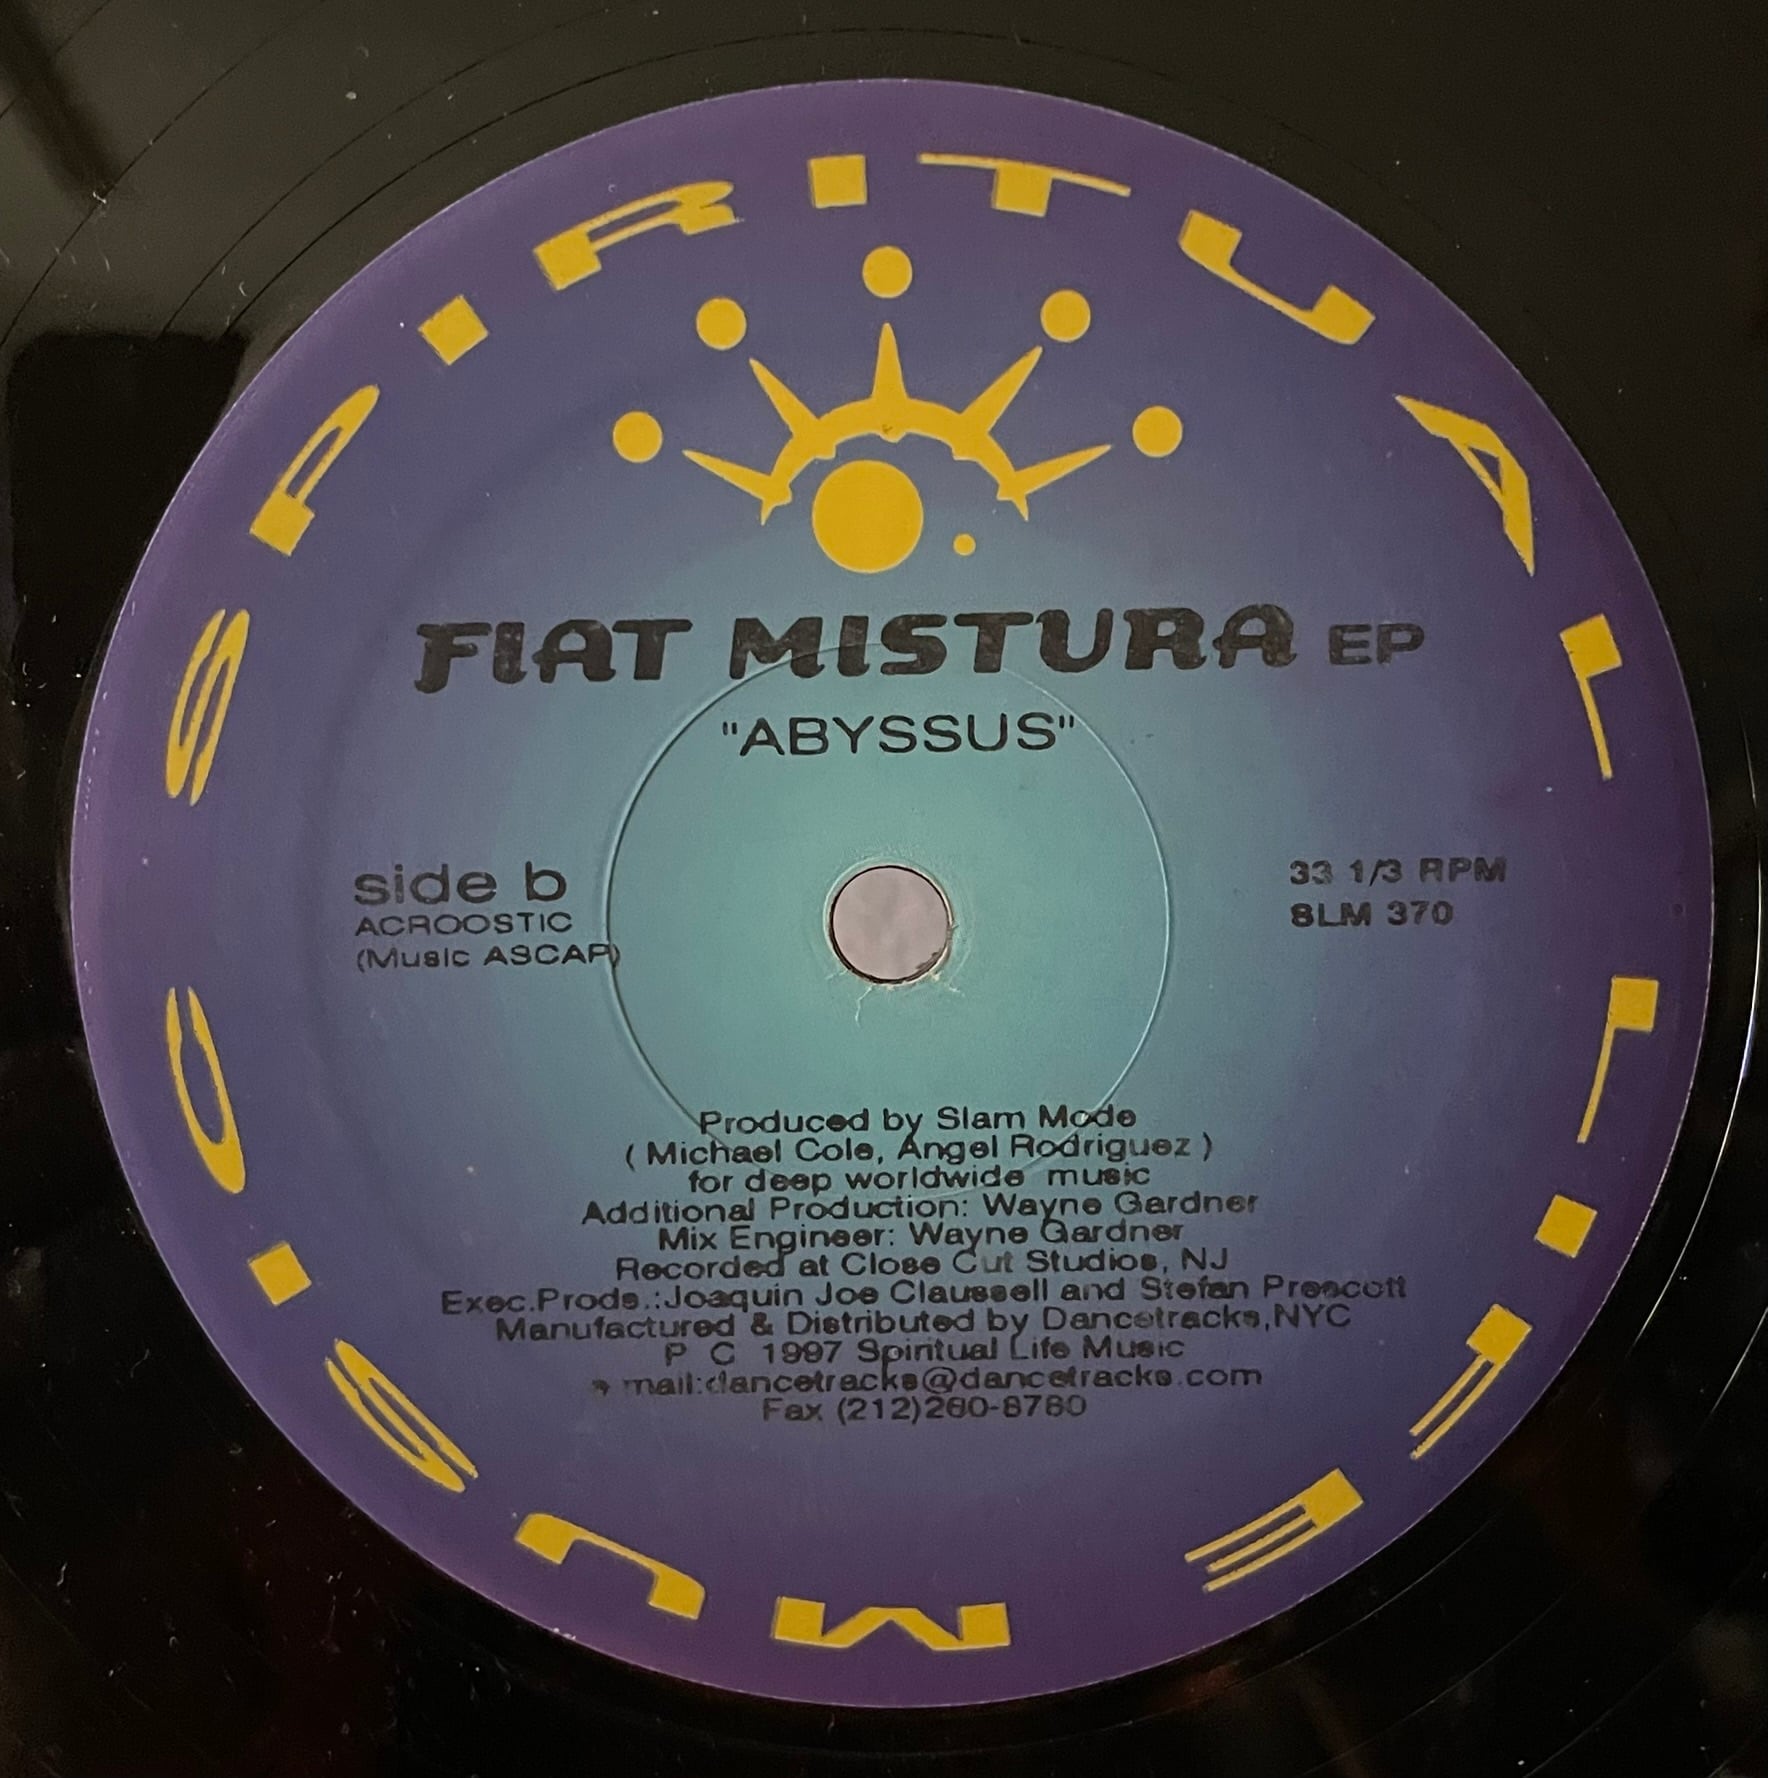 SPIRITUAL LIFE MUSIC
FIAT MISTURA EP
"ABYSSUS"
side b
ACROOSTIC
(Music ASCAP)
33 1/3 RPM
SLM 370
Produced by Slam Mode
( Michael Cole, Angel Rodriguez )
for deep worldwide music
Additional Production: Wayne Gardner
Mix Engineer: Wayne Gardner
Recorded at Close Cut Studios, NJ
Exec.Prods.:Joaquin Joe Claussell and Stefan Prescott
Manufactured & Distributed by Dancetracks,NYC
P C 1997 Spiritual Life Music
mail:dancetracks@dancetracks.com
Fax (212)